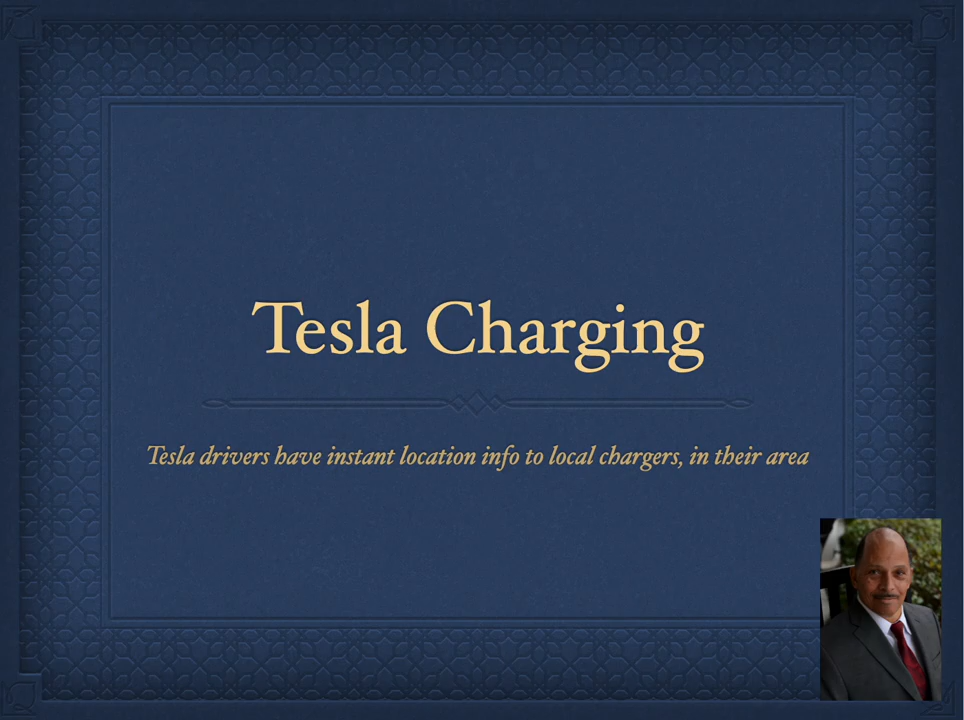 Tesla Charging
Tesla drivers have instant location info to local chargers, in their area